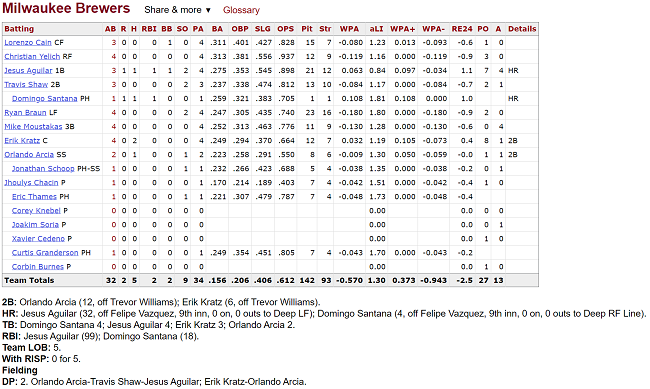 Milwaukee Brewers Share & more ▼ Glossary
Batting AB R H RBI BB SO PA BA OBP SLG OPS Pit Str WPA aLI WPA+ WPA- RE24 PO A Details
Lorenzo Cain CF 3 0 0 0 1 0 4 .311 .401 .427 .828 15 7 -0.080 1.23 0.013 -0.093 -0.6 1 0
Christian Yelich RF 4 0 0 0 0 0 4 .313 .381 .556 .937 12 9 -0.119 1.16 0.000 -0.119 -0.9 3 0
Jesus Aguilar 1B 3 1 1 1 1 2 4 .275 .353 .545 .898 21 12 0.063 0.84 0.097 -0.034 1.1 7 4 HR
Travis Shaw 2B 3 0 0 0 0 2 3 .237 .338 .474 .812 13 10 -0.084 1.17 0.000 -0.084 -0.7 2 1
Domingo Santana PH 1 1 1 1 0 0 1 .259 .321 .383 .705 1 1 0.108 1.81 0.108 0.000 1.0 HR
Ryan Braun LF 4 0 0 0 0 2 4 .247 .305 .435 .740 23 16 -0.180 1.80 0.000 -0.180 -0.9 2 0
Mike Moustakas 3B 4 0 0 0 0 0 4 .252 .313 .463 .776 11 9 -0.130 1.28 0.000 -0.130 -0.6 0 4
Erik Kratz C 4 0 2 0 0 0 4 .249 .294 .370 .664 12 7 0.032 1.19 0.105 -0.073 0.4 8 1 2B
Orlando Arcia SS 2 0 1 0 0 1 2 .223 .258 .291 .550 8 6 -0.009 1.30 0.050 -0.059 -0.0 1 1 2B
Jonathan Schoop PH-SS 1 0 0 0 0 1 1 .232 .266 .423 .688 5 4 -0.038 1.35 0.000 -0.038 -0.2 0 1
Jhoulys Chacin P 1 0 0 0 0 0 1 .170 .214 .189 .403 7 4 -0.042 1.51 0.000 -0.042 -0.4 1 0
Eric Thames PH 1 0 0 0 0 1 1 .221 .307 .479 .787 7 4 -0.048 1.70 0.000 -0.048 -0.4
Corey Knebel P 0 0 0 0 0 0 0 0.00 0.0 0 0
Joakim Soria P 0 0 0 0 0 0 0 0.00 0.0 0 0
Xavier Cedeno P 0 0 0 0 0 0 0 0.00 0.0 1 0
Curtis Granderson PH 1 0 0 0 0 0 1 .249 .354 .451 .805 7 4 -0.043 1.73 0.000 -0.043 -0.2
Corbin Burnes P 0 0 0 0 0 0 0 0.00 1 0
Team Totals 32 2 5 2 2 9 34 .156 .206 .406 .612 142 93 -0.570 1.30 0.373 -0.943 -2.5 27 13
2B: Orlando Arcia (12, off Trevor Williams); Erik Kratz (6, off Trevor Williams).
HR: Jesus Aguilar (32, off Felipe Vazquez, 9th inn, 0 on, 0 outs to Deep LF); Domingo Santana (4, off Felipe Vazquez, 9th inn, 0 on, 0 outs to Deep RF Line).
TB: Domingo Santana 4; Jesus Aguilar 4; Erik Kratz 3; Orlando Arcia 2.
RBI: Jesus Aguilar (99); Domingo Santana (18).
Team LOB: 5.
With RISP: 0 for 5.
Fielding
DP: 2. Orlando Arcia-Travis Shaw-Jesus Aguilar; Erik Kratz-Orlando Arcia.